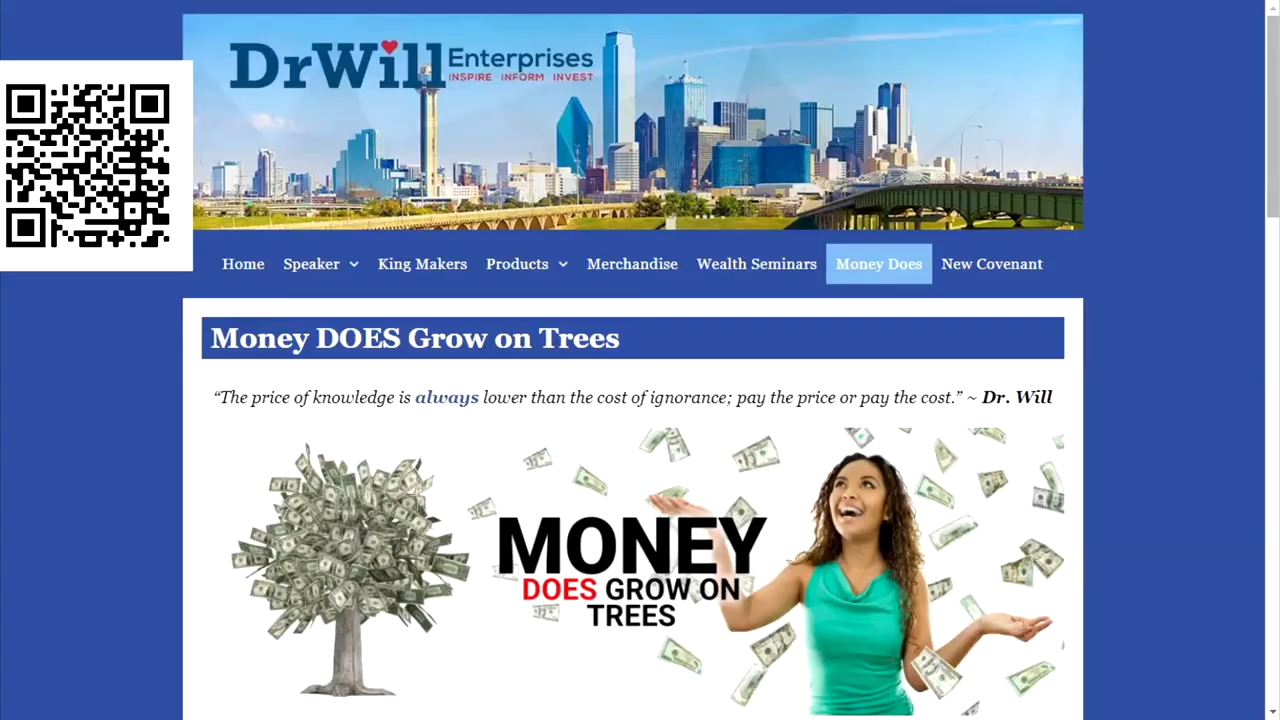 DrWill Enterprises
INSPIRE INFORM INVEST
Home Speaker King Makers Products Merchandise Wealth Seminars Money Does New Covenant
Money DOES Grow on Trees
“The price of knowledge is always lower than the cost of ignorance; pay the price or pay the cost.” ~ Dr. Will
MONEY
DOES GROW ON
TREES